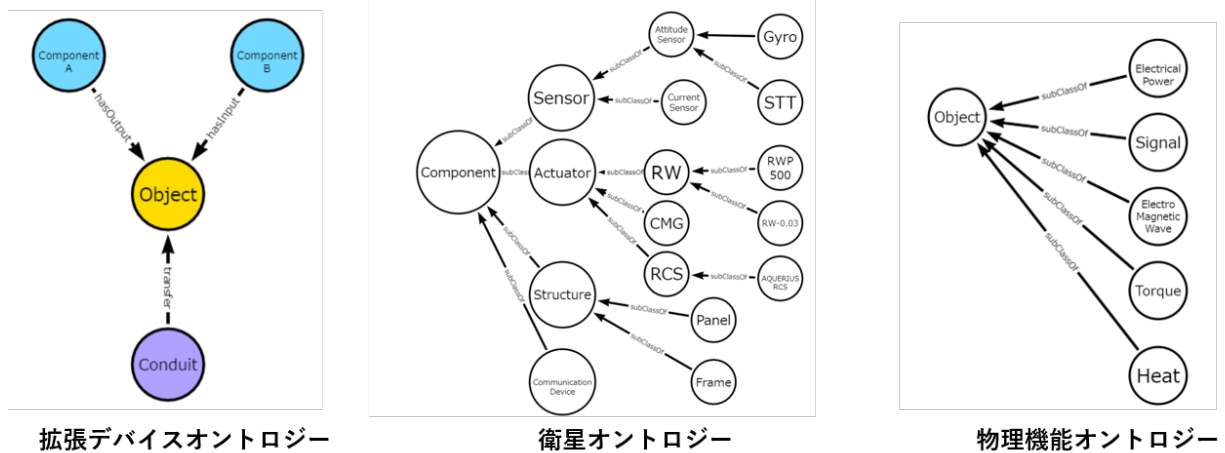 Component
A
Component
B
hasOutput
hasInput
Object
transfer
Conduit
拡張デバイスオントロジー
Attitude
Sensor
Gyro
subClassOf
subClassOf
Sensor
subClassOf
Current
Sensor
STT
subClassOf
Component
subClass
Actuator
subClassOf
RW
subClassOf
RWP
500
subClassOf
subClassOf
CMG
RW-0.03
subClassOf
subClassOf
RCS
subClassOf
AQUERIUS
RCS
subClassOf
Structure
subClassOf
Panel
subClassOf
Communication
Device
Frame
衛星オントロジー
Electrical
Power
subClassOf
Object
subClassOf
Signal
subClassOf
Electro
Magnetic
Wave
subClassOf
subClassOf
Torque
Heat
物理機能オントロジー